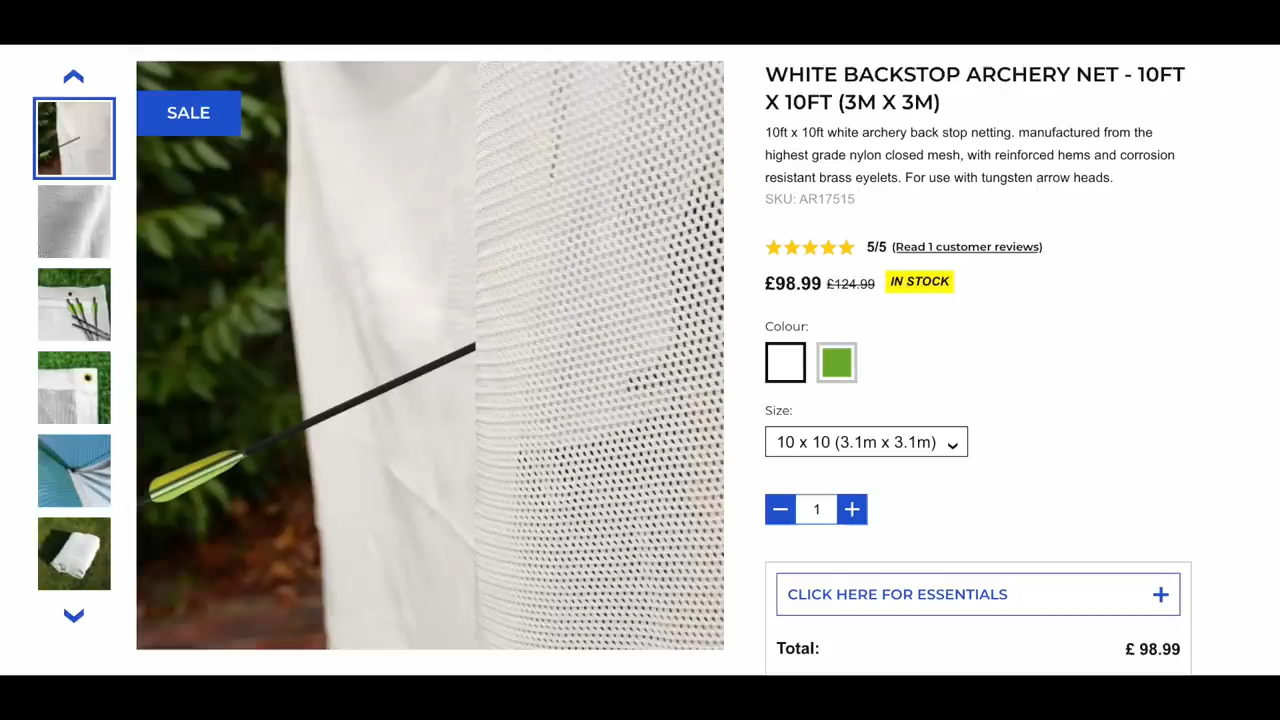 SALE
WHITE BACKSTOP ARCHERY NET - 10FT
X 10FT (3M X 3M)
10ft x 10ft white archery back stop netting. manufactured from the
highest grade nylon closed mesh, with reinforced hems and corrosion
resistant brass eyelets. For use with tungsten arrow heads.
SKU: AR17515
5/5 (Read 1 customer reviews)
£98.99 £124.99 IN STOCK
Colour:
Size:
10 x 10 (3.1m x 3.1m)
1
CLICK HERE FOR ESSENTIALS
Total: £ 98.99